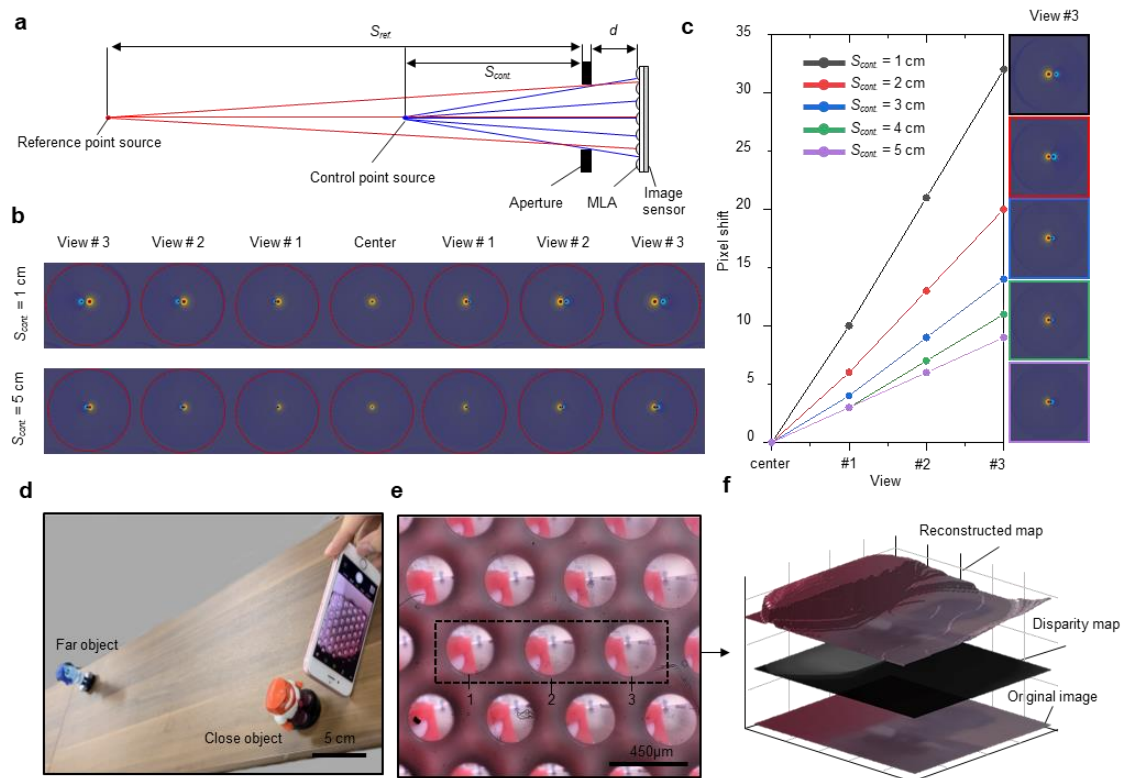 a
S_ref.
d
S_cont.
Reference point source
Control point source
Aperture
MLA
Image
sensor
b
View # 3
View # 2
View # 1
Center
View # 1
View # 2
View # 3
S_cont. = 1 cm
S_cont. = 5 cm
c
View #3
Pixel shift
35
30
25
20
15
10
5
0
S_cont. = 1 cm
S_cont. = 2 cm
S_cont. = 3 cm
S_cont. = 4 cm
S_cont. = 5 cm
center
#1
#2
#3
View
d
Far object
Close object
5 cm
e
1
2
3
450μm
f
Reconstructed map
Disparity map
Original image